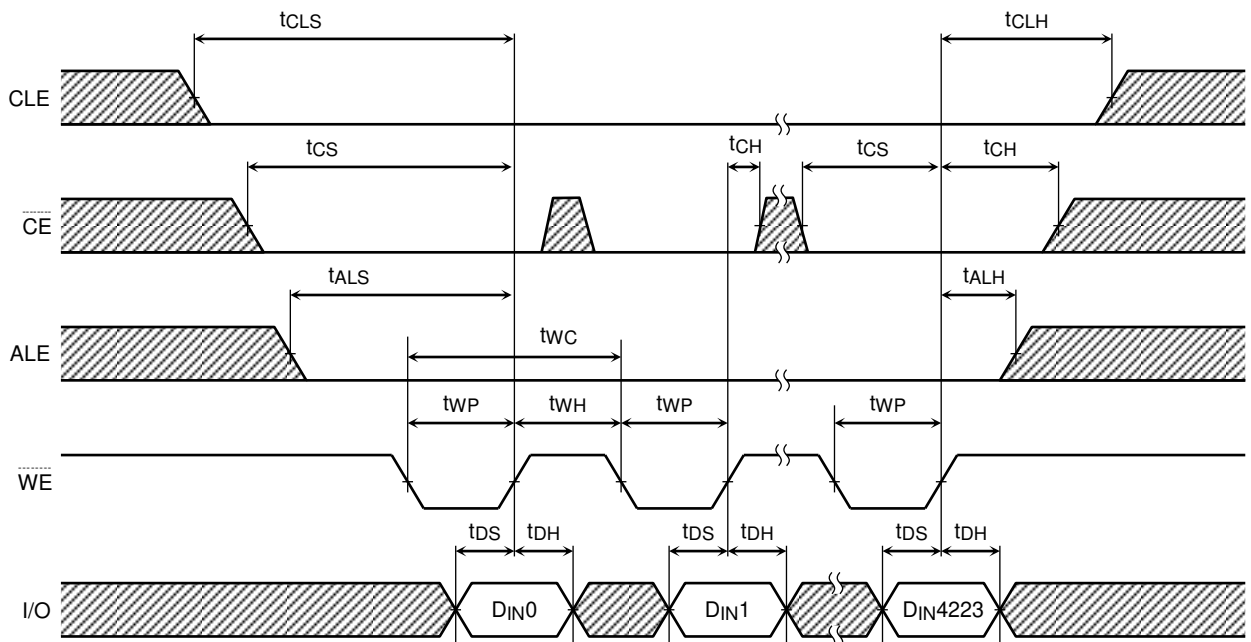 tCLS tCLH
CLE
tCS tCH tCS tCH
CE
tALS tALH
ALE
tWC
tWP tWH tWP tWP
WE
tDS tDH tDS tDH tDS tDH
I/O DIN0 DIN1 DIN4223